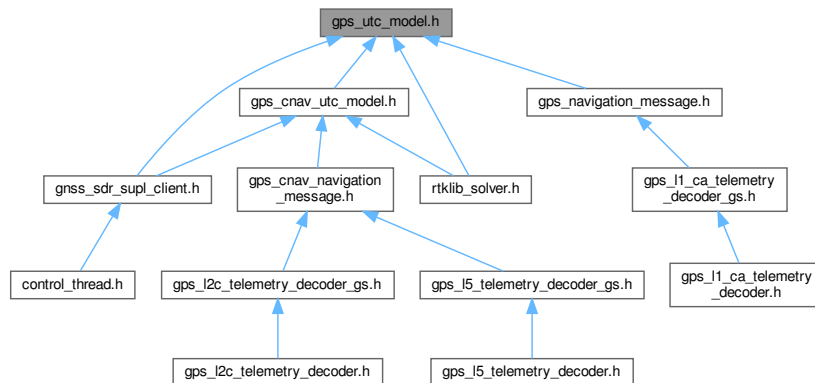 gps_utc_model.h
gps_cnav_utc_model.h
gps_navigation_message.h
gnss_sdr_supl_client.h
gps_cnav_navigation
_message.h
rtklib_solver.h
gps_l1_ca_telemetry
_decoder_gs.h
control_thread.h
gps_l2c_telemetry_decoder_gs.h
gps_l5_telemetry_decoder_gs.h
gps_l1_ca_telemetry
_decoder.h
gps_l2c_telemetry_decoder.h
gps_l5_telemetry_decoder.h